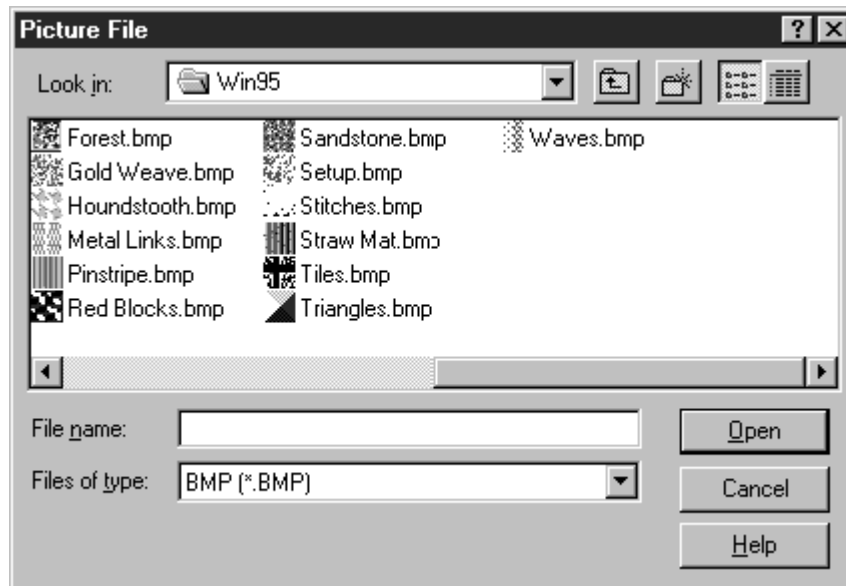 Picture File
Look in: Win95
Forest.bmp Sandstone.bmp Waves.bmp
Gold Weave.bmp Setup.bmp
Houndstooth.bmp Stitches.bmp
Metal Links.bmp Straw Mat.bmp
Pinstripe.bmp Tiles.bmp
Red Blocks.bmp Triangles.bmp
File name: Open
Files of type: BMP (*.BMP) Cancel
Help